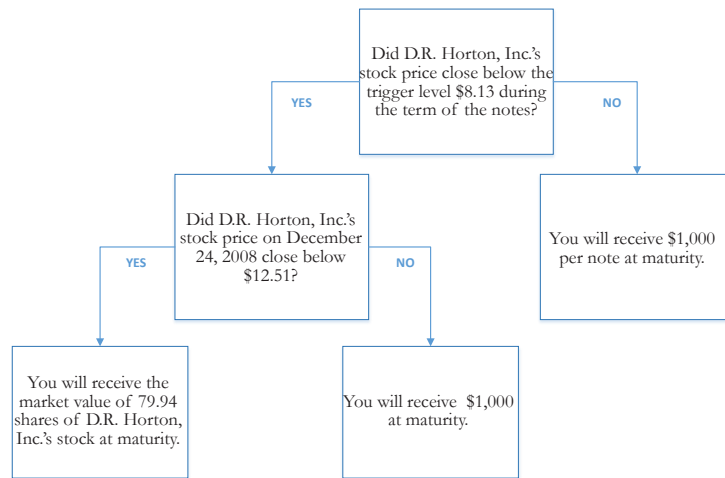 Did D.R. Horton, Inc.'s
stock price close below the
trigger level $8.13 during
the term of the notes?
YES
NO
Did D.R. Horton, Inc.'s
stock price on December
24, 2008 close below
$12.51?
You will receive $1,000
per note at maturity.
YES
NO
You will receive the
market value of 79.94
shares of D.R. Horton,
Inc.'s stock at maturity.
You will receive $1,000
at maturity.